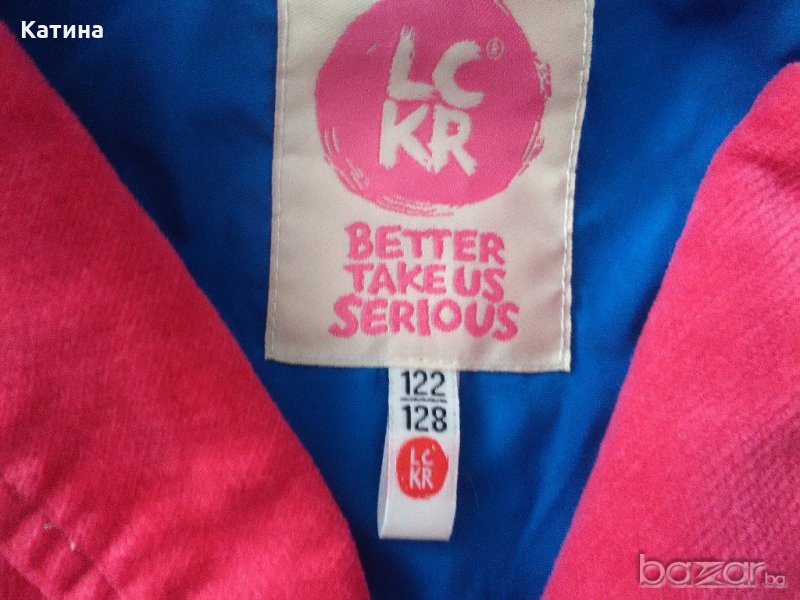 Катина
LC®
KR
BETTER
TAKE US
SERIOUS
122
128
LC
KR
bazar.bg